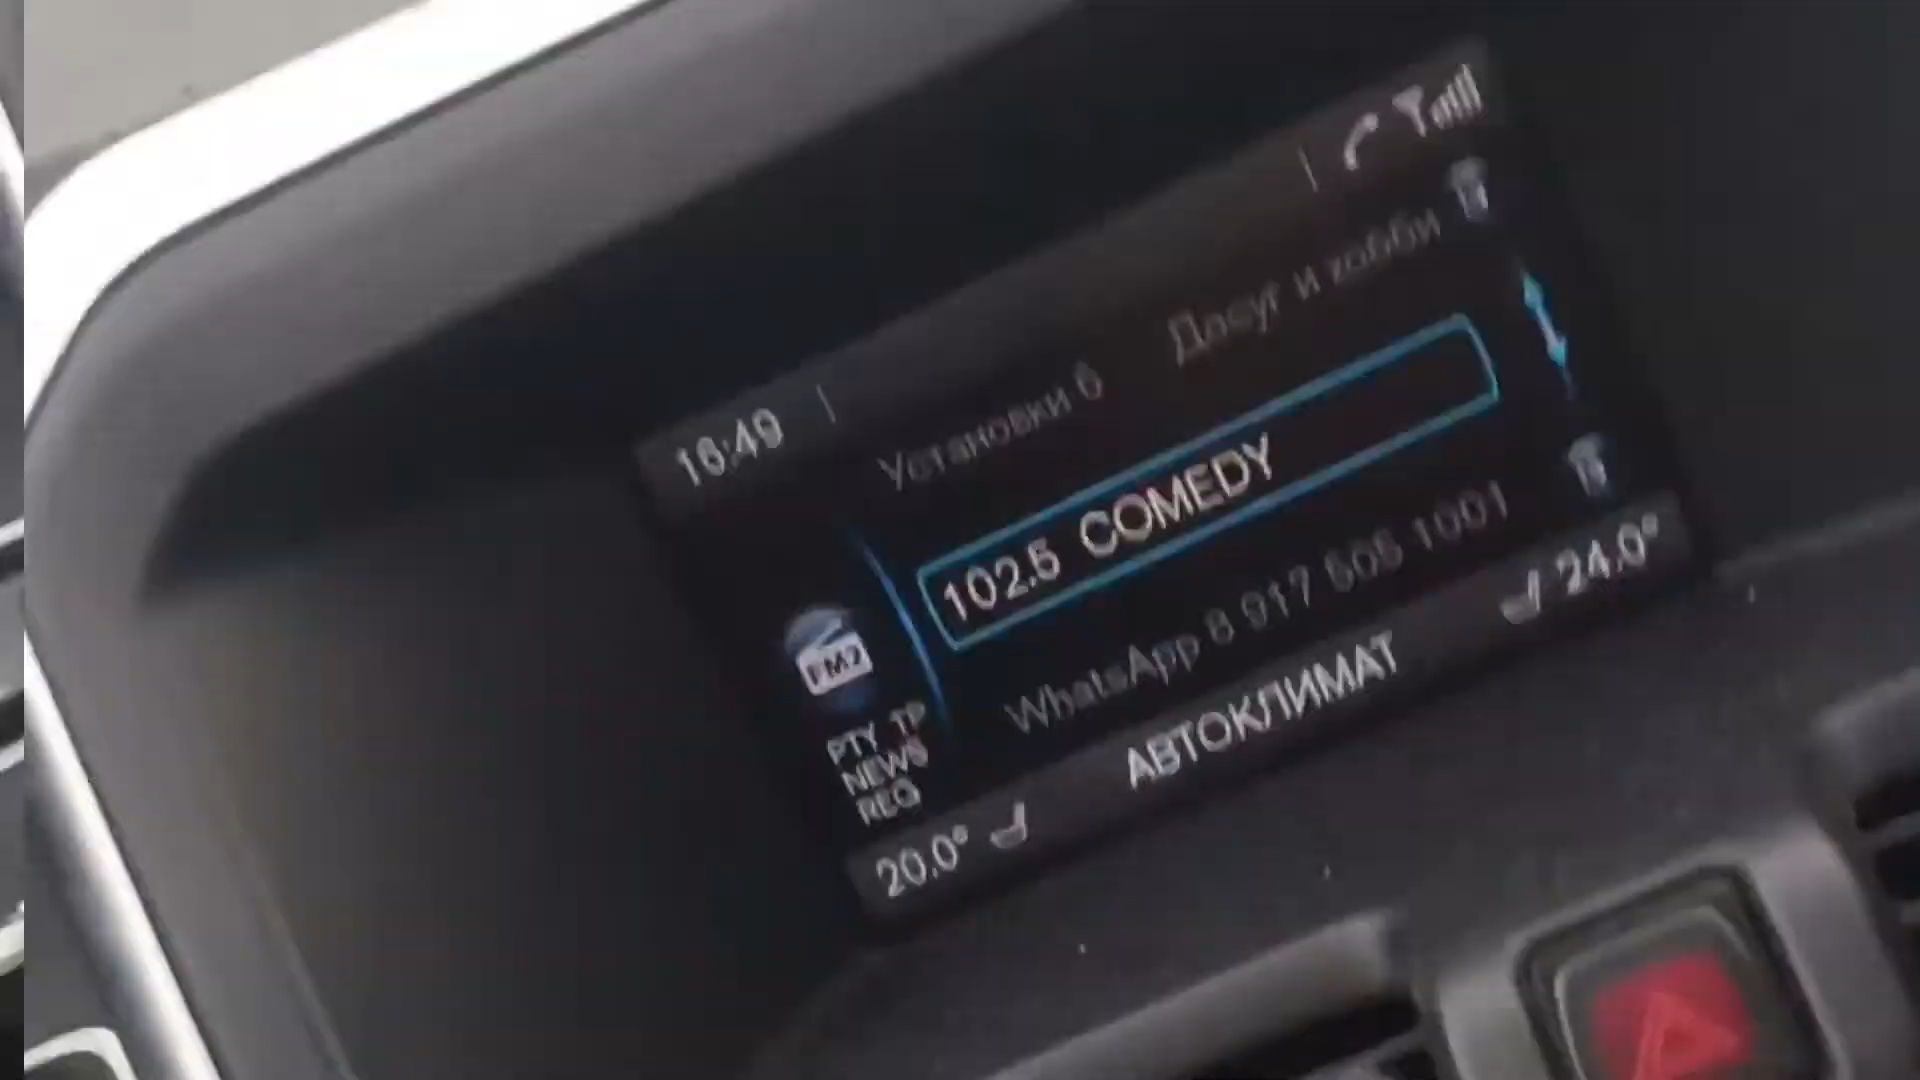 16:49
Установки 6 Досуг и хобби
102.5 COMEDY
WhatsApp 8 917 505 1001
FM2
PTY TP
NEWS
REG
20.0° АВТОКЛИМАТ 24.0°